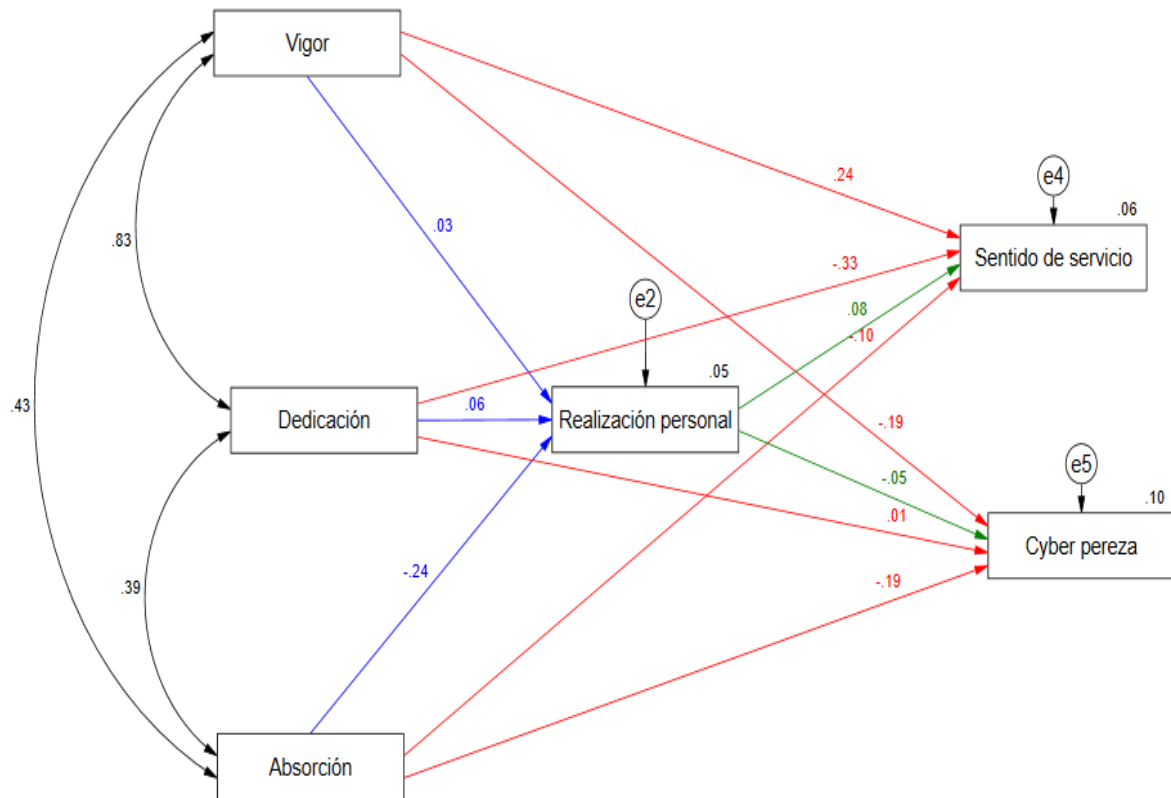 Vigor
.24
e4
.06
.03
.83
Sentido de servicio
-.33
e2
.08
-.10
.05
.43
Dedicación
.06
Realización personal
-.19
e5
-.05
.10
.01
Cyber pereza
-.24
.39
-.19
Absorción